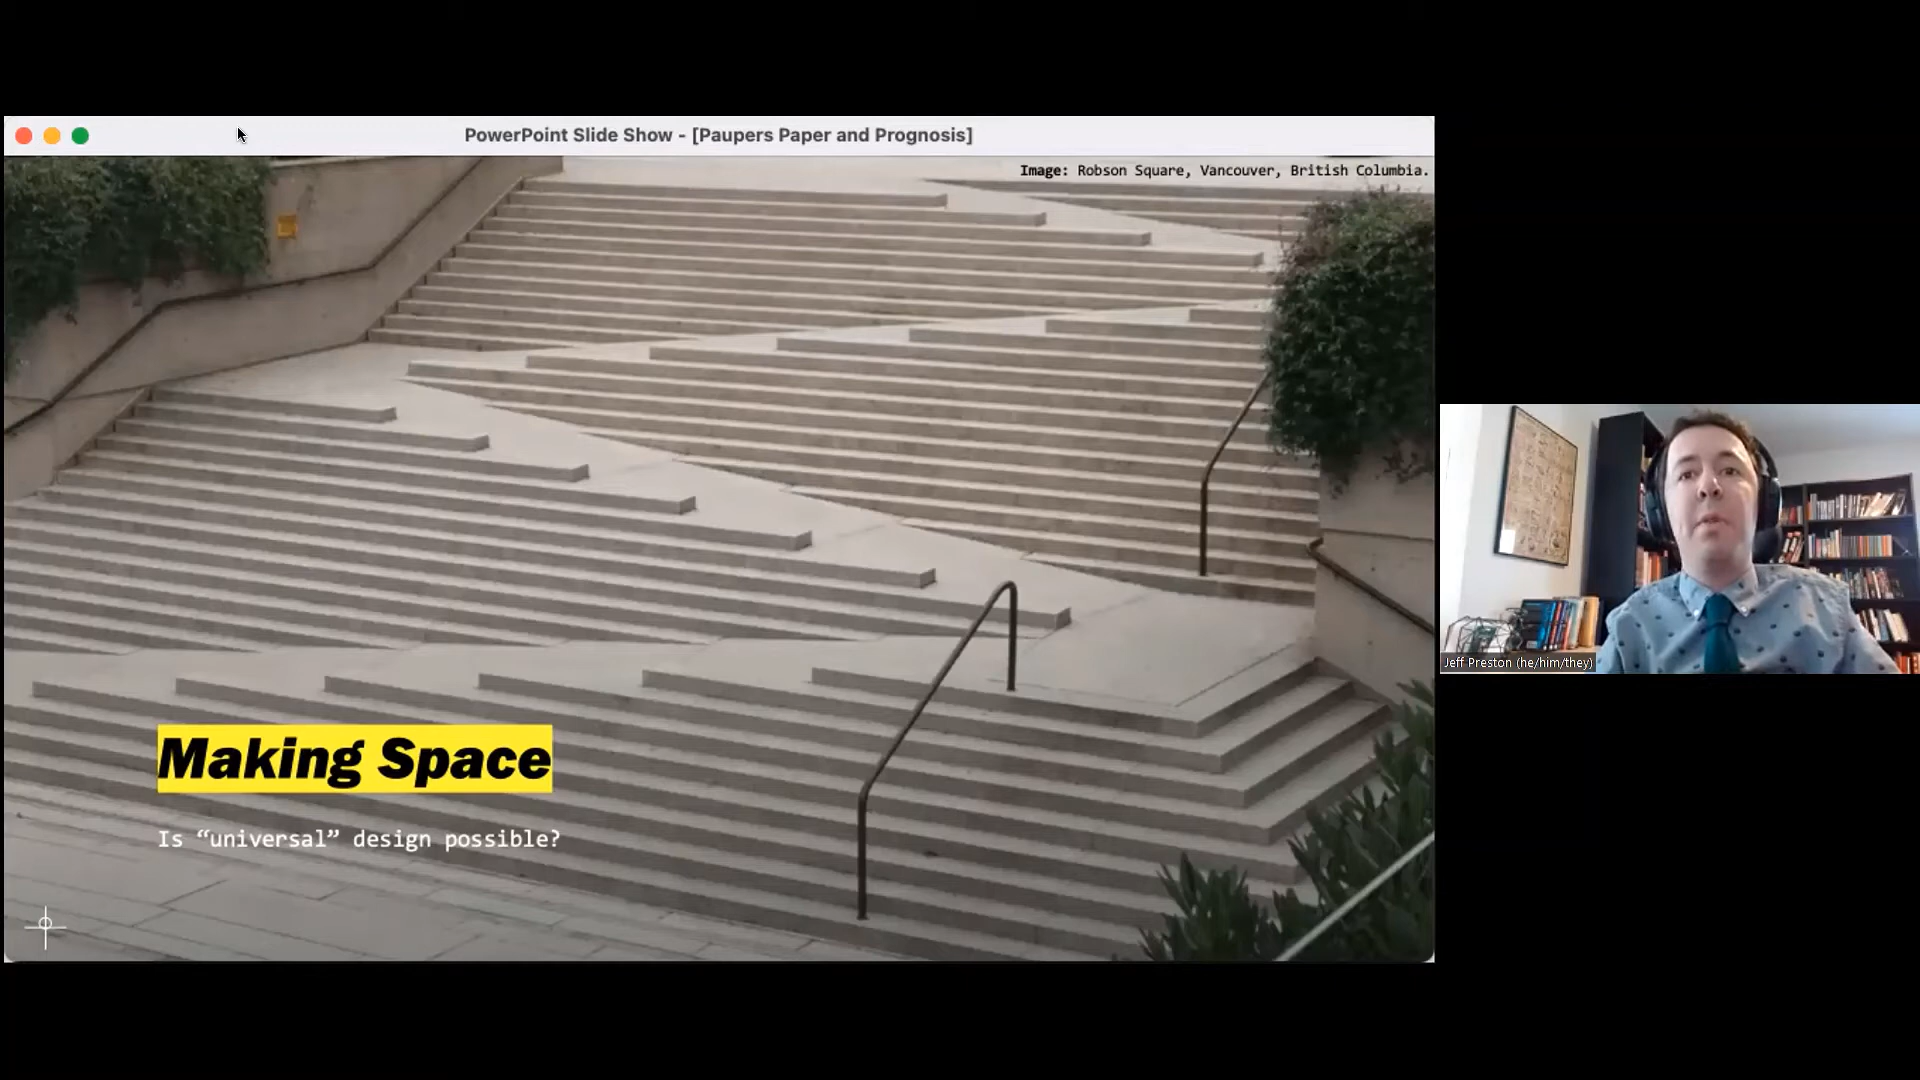 PowerPoint Slide Show - [Paupers Paper and Prognosis]
Image: Robson Square, Vancouver, British Columbia.
Jeff Preston (he/him/they)
Making Space
Is “universal” design possible?